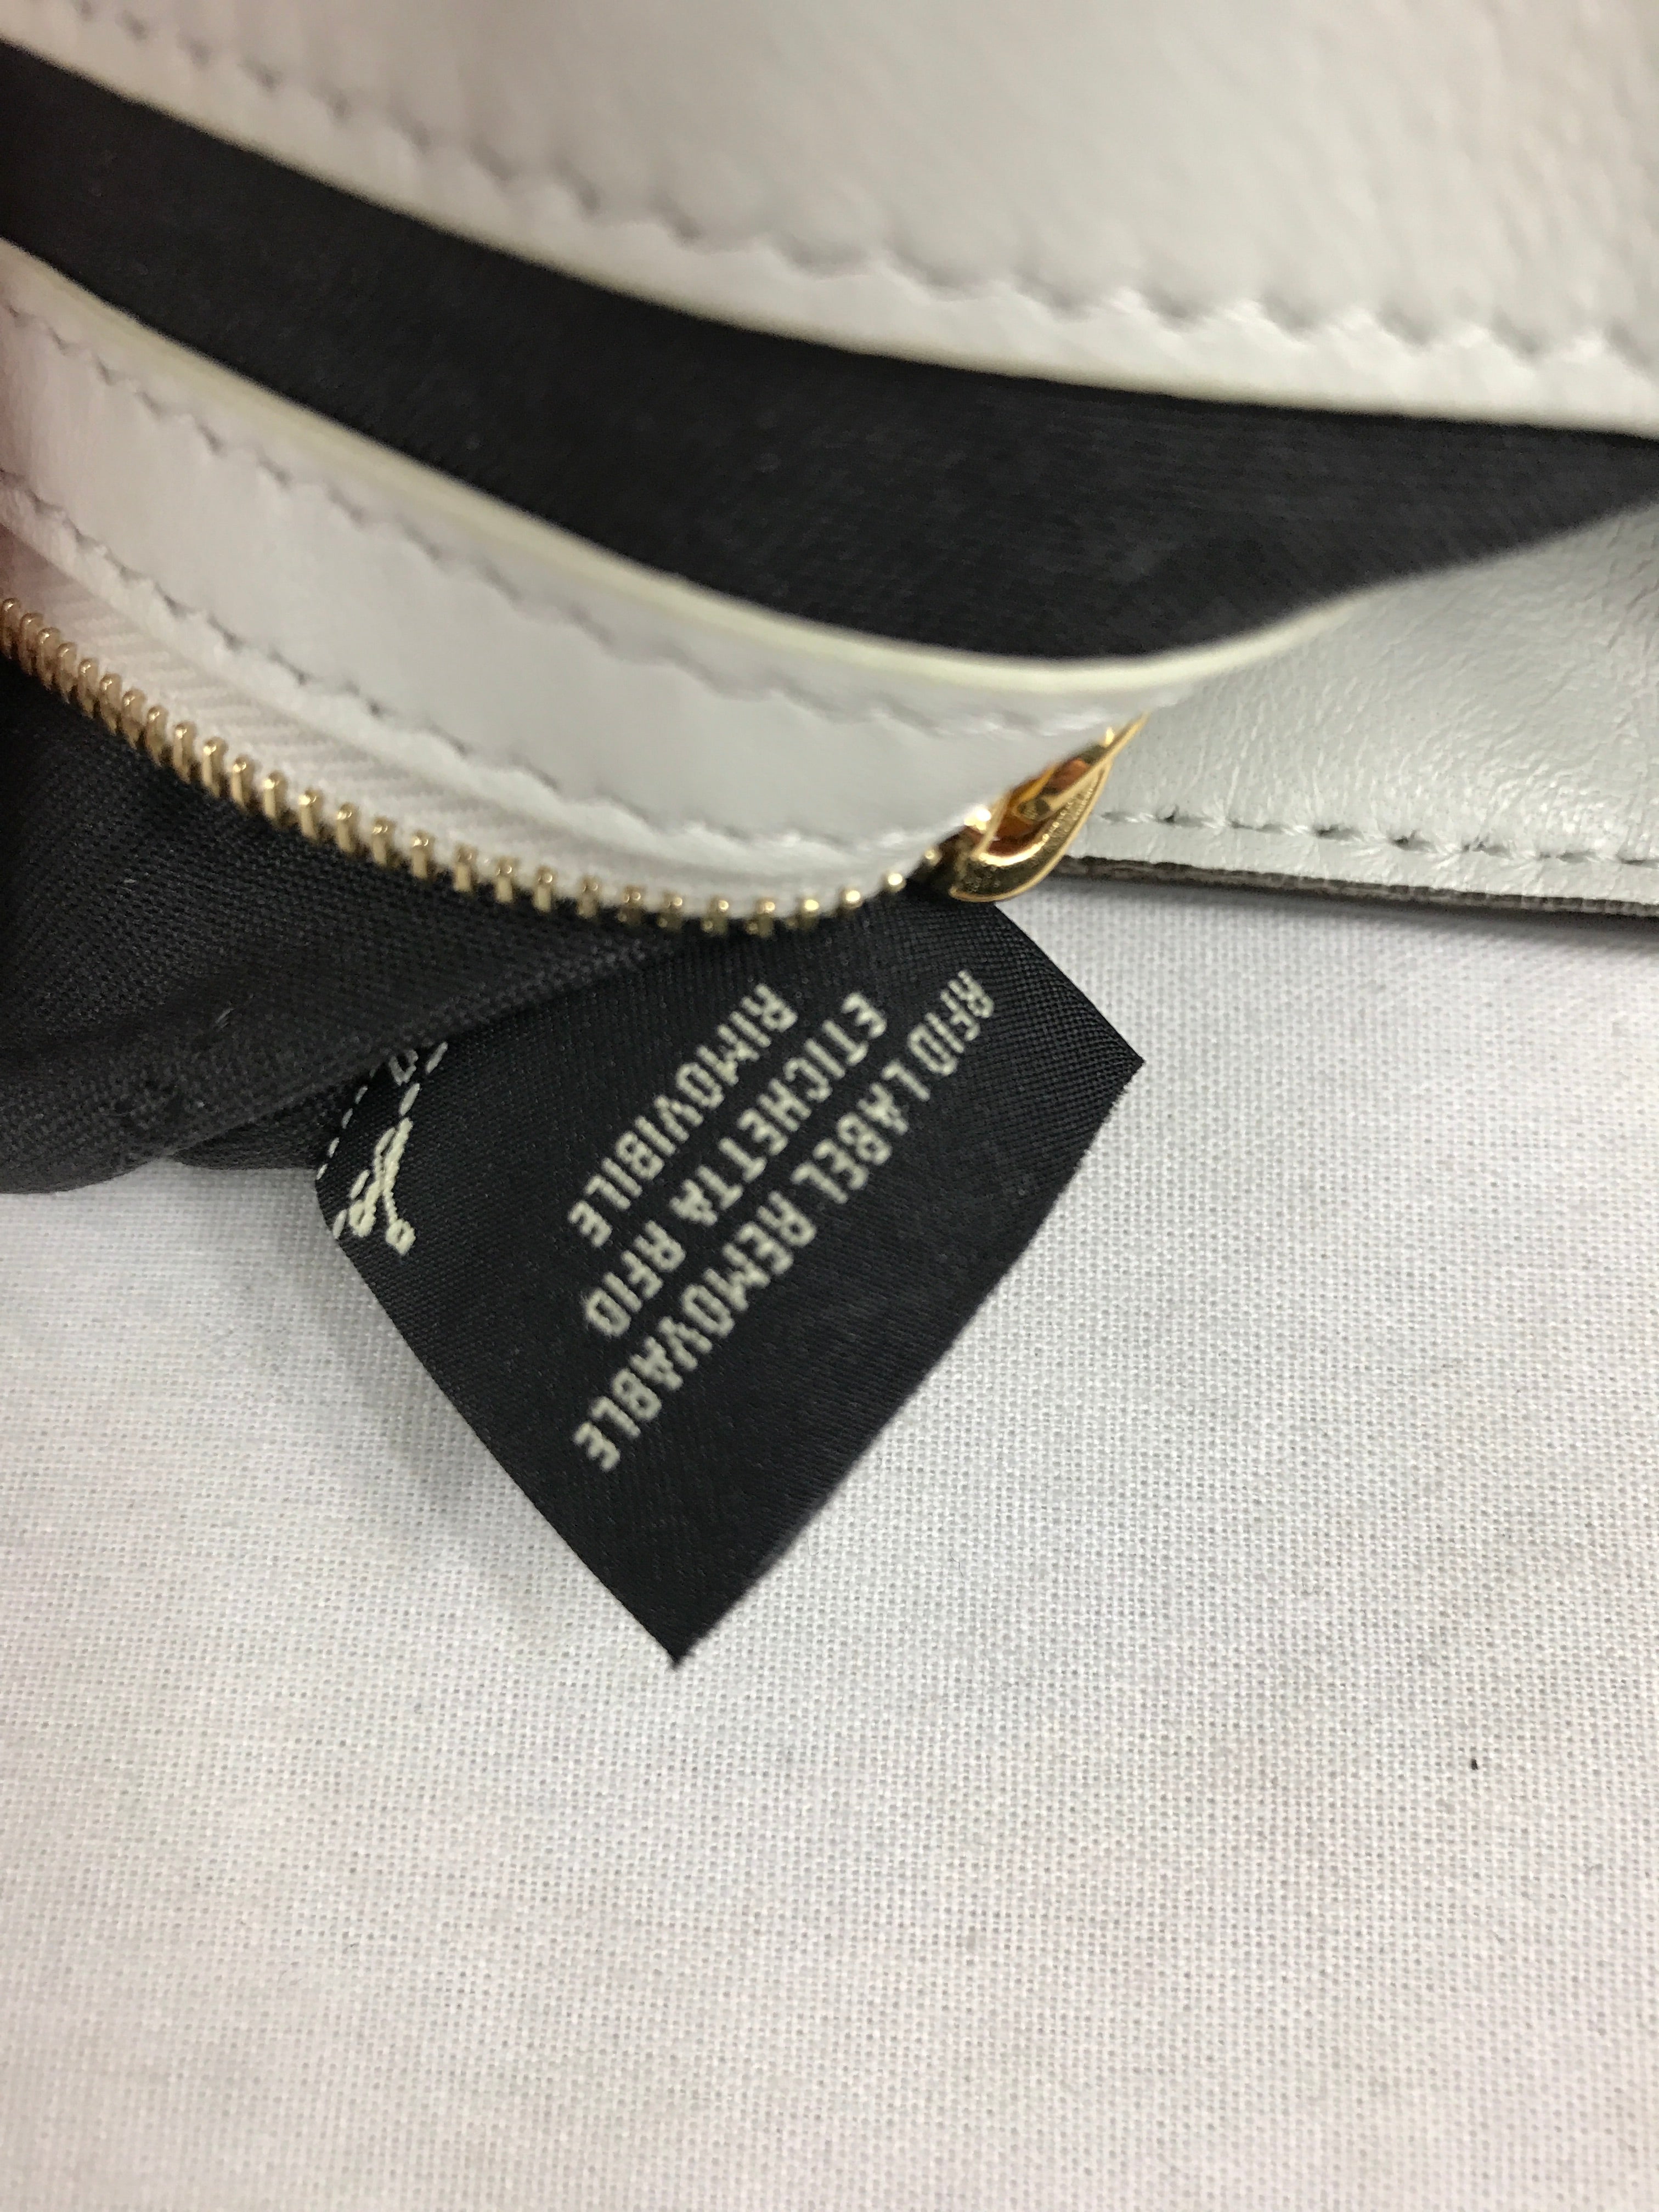 RFID LABEL REMOVABLE
ETICHETTA RFID
RIMOVIBILE